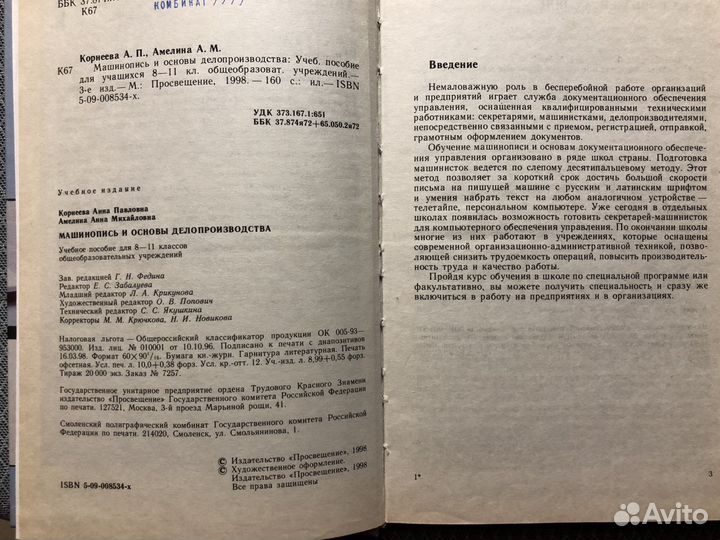 ББК 37.874я72+65.050.2я72
К67
КОМБИНАТ
Корнеева А. П., Амелина А. М.
К67 Машинопись и основы делопроизводства: Учеб. пособие
для учащихся 8—11 кл. общеобразоват. учреждений.—
3-е изд.— М.: Просвещение, 1998.— 160 с.: ил.— ISBN
5-09-008534-х.
УДК 373.167.1:651
ББК 37.874я72+65.050.2я72
Учебное издание
Корнеева Анна Павловна
Амелина Анна Михайловна
МАШИНОПИСЬ И ОСНОВЫ ДЕЛОПРОИЗВОДСТВА
Учебное пособие для 8—11 классов
общеобразовательных учреждений
Зав. редакцией Г. Н. Федина
Редактор Е. С. Забалуева
Младший редактор Л. А. Крикунова
Художественный редактор О. В. Попович
Технический редактор С. С. Якушкина
Корректоры М. М. Крючкова, Н. И. Новикова
Налоговая льгота — Общероссийский классификатор продукции ОК 005-93—
953000. Изд. лиц. № 010001 от 10.10.96. Подписано к печати с диапозитивов
16.03.98. Формат 60×90¹/₁₆. Бумага кн.-журн. Гарнитура литературная. Печать
офсетная. Усл. печ. л. 10,0+0,38 форз. Усл. кр.-отт. 12. Уч.-изд. л. 8,99+0,55 форз.
Тираж 20 000 экз. Заказ № 7257.
Государственное унитарное предприятие ордена Трудового Красного Знамени
издательство «Просвещение» Государственного комитета Российской Федерации
по печати. 127521, Москва, 3-й проезд Марьиной рощи, 41.
Смоленский полиграфический комбинат Государственного комитета Российской
Федерации по печати. 214020, Смоленск, ул. Смольянинова, 1.
© Издательство «Просвещение», 1998
© Художественное оформление.
Издательство «Просвещение», 1998
Все права защищены
ISBN 5-09-008534-х
Введение
Немаловажную роль в бесперебойной работе организаций
и предприятий играет служба документационного обеспечения
управления, оснащенная квалифицированными техническими
работниками: секретарями, машинистками, делопроизводителями,
непосредственно связанными с приемом, регистрацией, отправкой,
грамотным оформлением документов.
Обучение машинописи и основам документационного обеспече-
ния управления организовано в ряде школ страны. Подготовка
машинисток ведется по слепому десятипальцевому методу. Этот
метод позволяет за короткий срок достичь большой скорости
письма на пишущей машине с русским и латинским шрифтом
и умения набрать текст на любом аналогичном устройстве —
телетайпе, персональном компьютере. Уже сегодня в отдельных
школах появилась возможность готовить секретарей-машинисток
для компьютерного обеспечения управления. По окончании школы
многие из них работают в учреждениях, которые оснащены
современной организационно-административной техникой, позво-
ляющей снизить трудоемкость операций, повысить производитель-
ность труда и качество работы.
Пройдя курс обучения в школе по специальной программе или
факультативно, вы можете получить специальность и сразу же
включиться в работу на предприятиях и в организациях.
1*
3
Avito